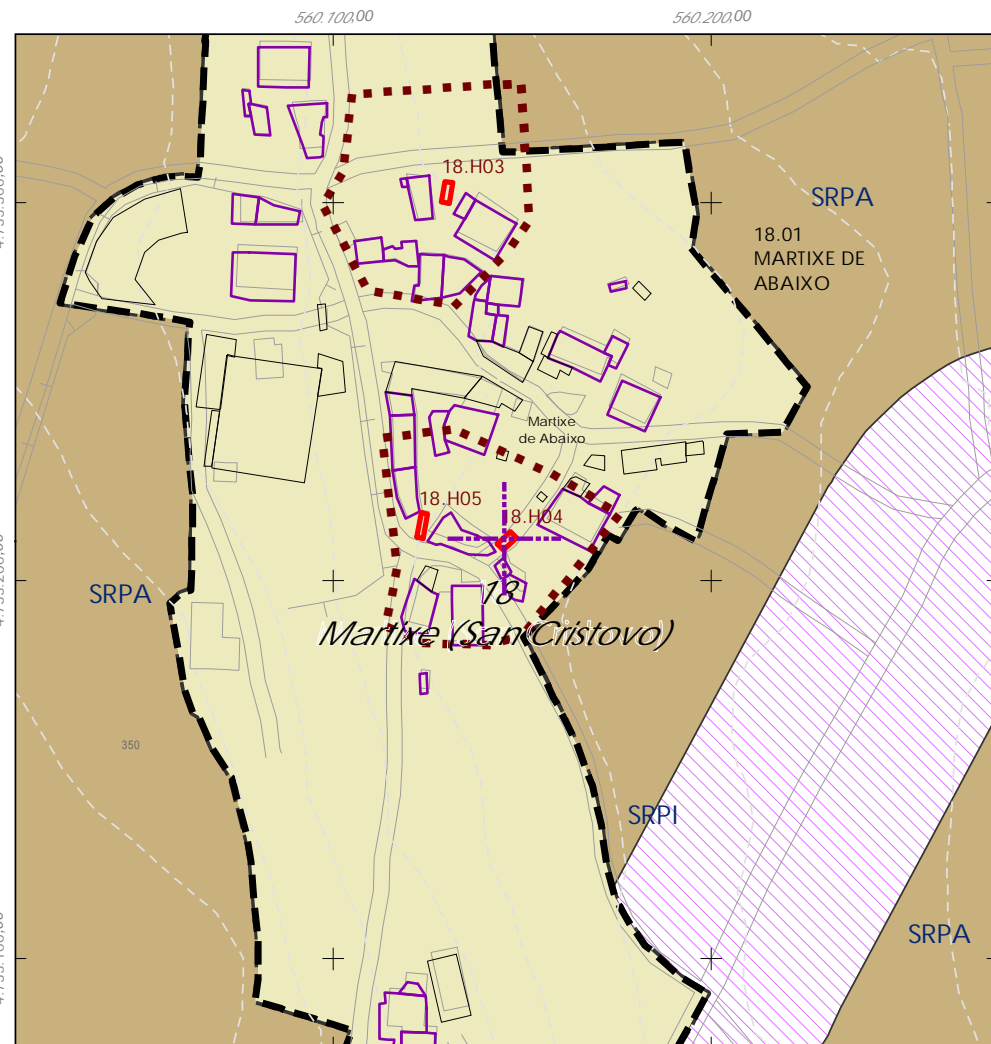 560.100,00
560.200,00
18.H03
SRPA
18.01
MARTIXE DE
ABAIXO
Martixe
de Abaixo
18.H05
8.H04
SRPA
18
Martixe (San Cristovo)
350
SRPI
SRPA